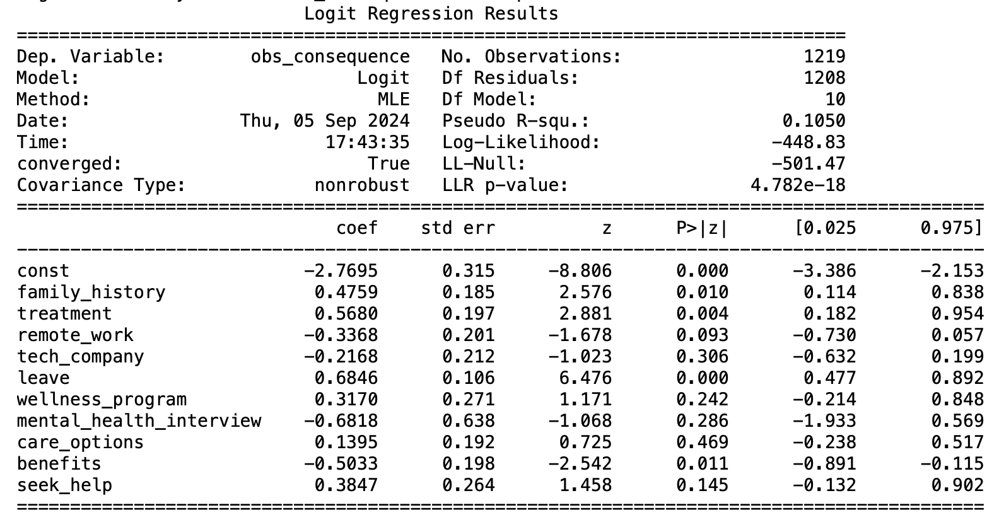 Logit Regression Results
==============================================================================
Dep. Variable: obs_consequence No. Observations: 1219
Model: Logit Df Residuals: 1208
Method: MLE Df Model: 10
Date: Thu, 05 Sep 2024 Pseudo R-squ.: 0.1050
Time: 17:43:35 Log-Likelihood: -448.83
converged: True LL-Null: -501.47
Covariance Type: nonrobust LLR p-value: 4.782e-18
===========================================================================================
coef std err z P>|z| [0.025 0.975]
-------------------------------------------------------------------------------------------
const -2.7695 0.315 -8.806 0.000 -3.386 -2.153
family_history 0.4759 0.185 2.576 0.010 0.114 0.838
treatment 0.5680 0.197 2.881 0.004 0.182 0.954
remote_work -0.3368 0.201 -1.678 0.093 -0.730 0.057
tech_company -0.2168 0.212 -1.023 0.306 -0.632 0.199
leave 0.6846 0.106 6.476 0.000 0.477 0.892
wellness_program 0.3170 0.271 1.171 0.242 -0.214 0.848
mental_health_interview -0.6818 0.638 -1.068 0.286 -1.933 0.569
care_options 0.1395 0.192 0.725 0.469 -0.238 0.517
benefits -0.5033 0.198 -2.542 0.011 -0.891 -0.115
seek_help 0.3847 0.264 1.458 0.145 -0.132 0.902
===========================================================================================